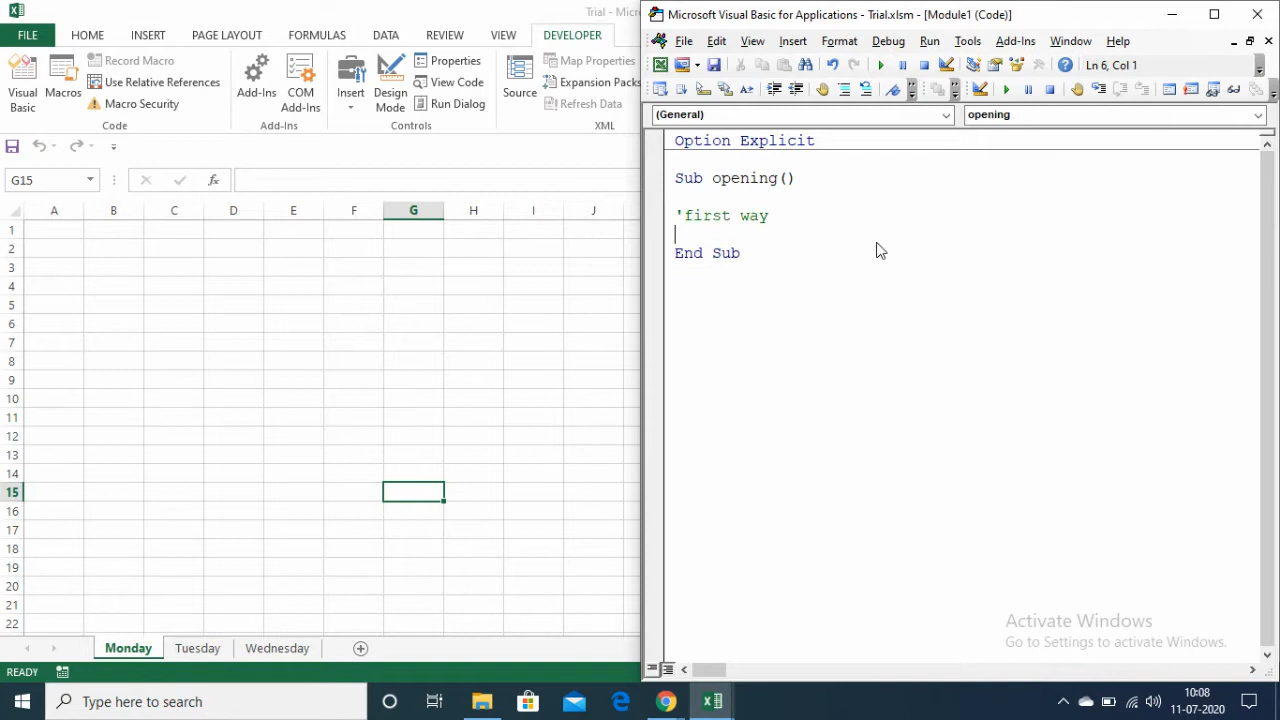 Trial - Micro
FILE HOME INSERT PAGE LAYOUT FORMULAS DATA REVIEW VIEW DEVELOPER
Visual Basic
Macros
Record Macro
Use Relative References
Macro Security
Code
Add-Ins
COM Add-Ins
Add-Ins
Insert
Design Mode
Properties
View Code
Run Dialog
Controls
Source
Map Properties
Expansion Packs
Refresh Data
XML
G15
fx
A B C D E F G H I J
1
2
3
4
5
6
7
8
9
10
11
12
13
14
15
16
17
18
19
20
21
22
Monday Tuesday Wednesday
READY
Microsoft Visual Basic for Applications - Trial.xlsm - [Module1 (Code)]
File Edit View Insert Format Debug Run Tools Add-Ins Window Help
Ln 6, Col 1
(General) opening
Option Explicit
Sub opening()
'first way
End Sub
Activate Windows
Go to Settings to activate Windows.
Type here to search
10:08
11-07-2020